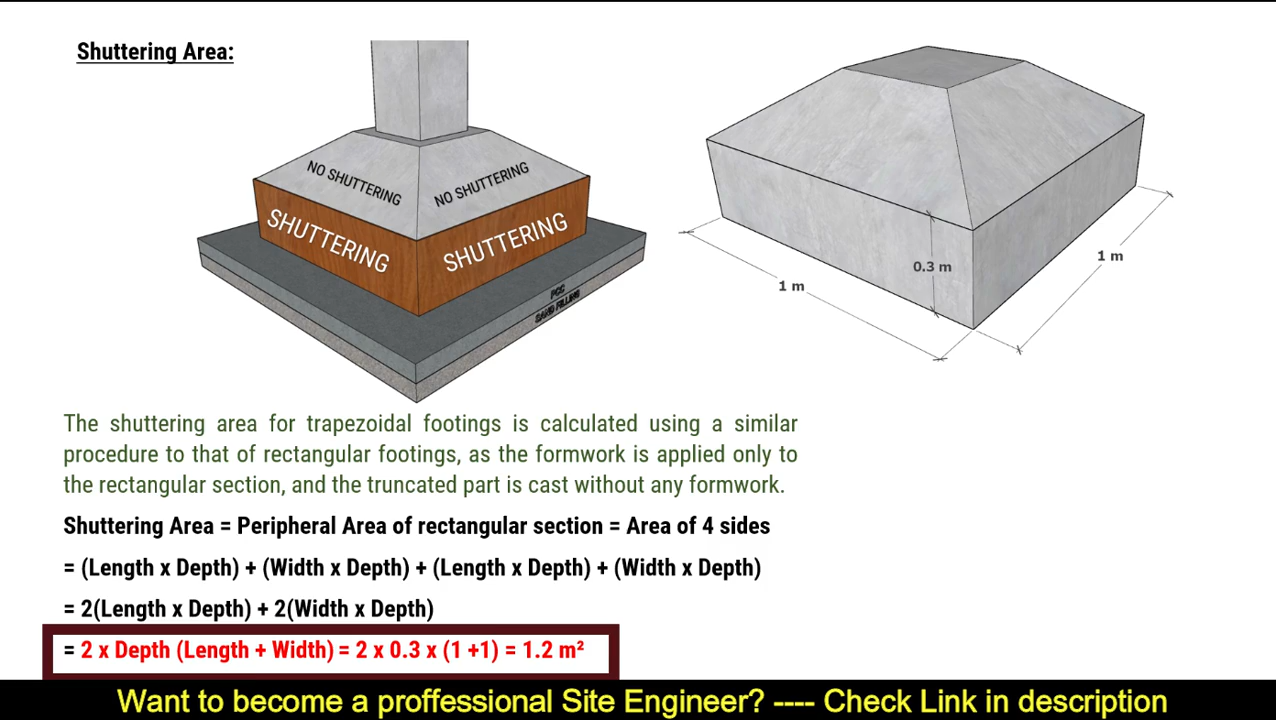 Shuttering Area:
NO SHUTTERING
NO SHUTTERING
SHUTTERING
SHUTTERING
PCC
SAND FILLING
0.3 m
1 m
1 m
The shuttering area for trapezoidal footings is calculated using a similar
procedure to that of rectangular footings, as the formwork is applied only to
the rectangular section, and the truncated part is cast without any formwork.
Shuttering Area = Peripheral Area of rectangular section = Area of 4 sides
= (Length x Depth) + (Width x Depth) + (Length x Depth) + (Width x Depth)
= 2(Length x Depth) + 2(Width x Depth)
= 2 x Depth (Length + Width) = 2 x 0.3 x (1 +1) = 1.2 m²
Want to become a proffessional Site Engineer? ---- Check Link in description